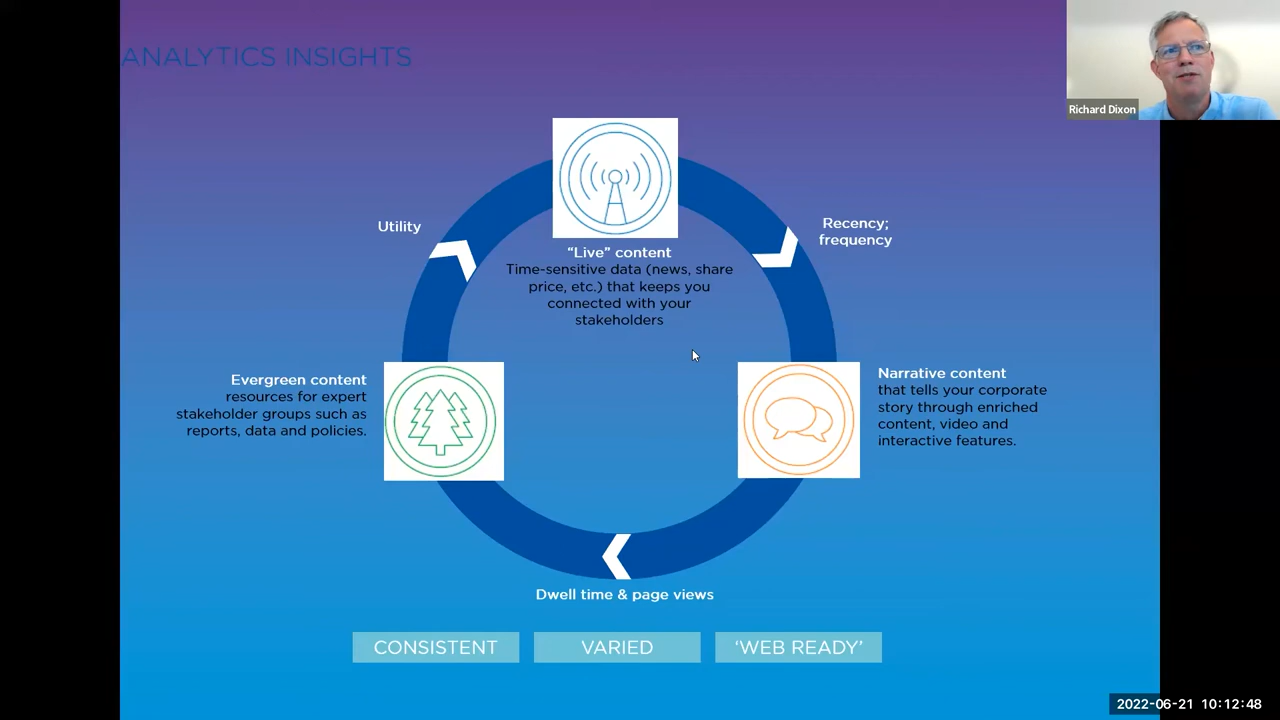 ANALYTICS INSIGHTS
Richard Dixon
Utility
Recency;
frequency
“Live” content
Time-sensitive data (news, share
price, etc.) that keeps you
connected with your
stakeholders
Evergreen content
resources for expert
stakeholder groups such as
reports, data and policies.
Narrative content
that tells your corporate
story through enriched
content, video and
interactive features.
Dwell time & page views
CONSISTENT
VARIED
‘WEB READY’
2022-06-21 10:12:48